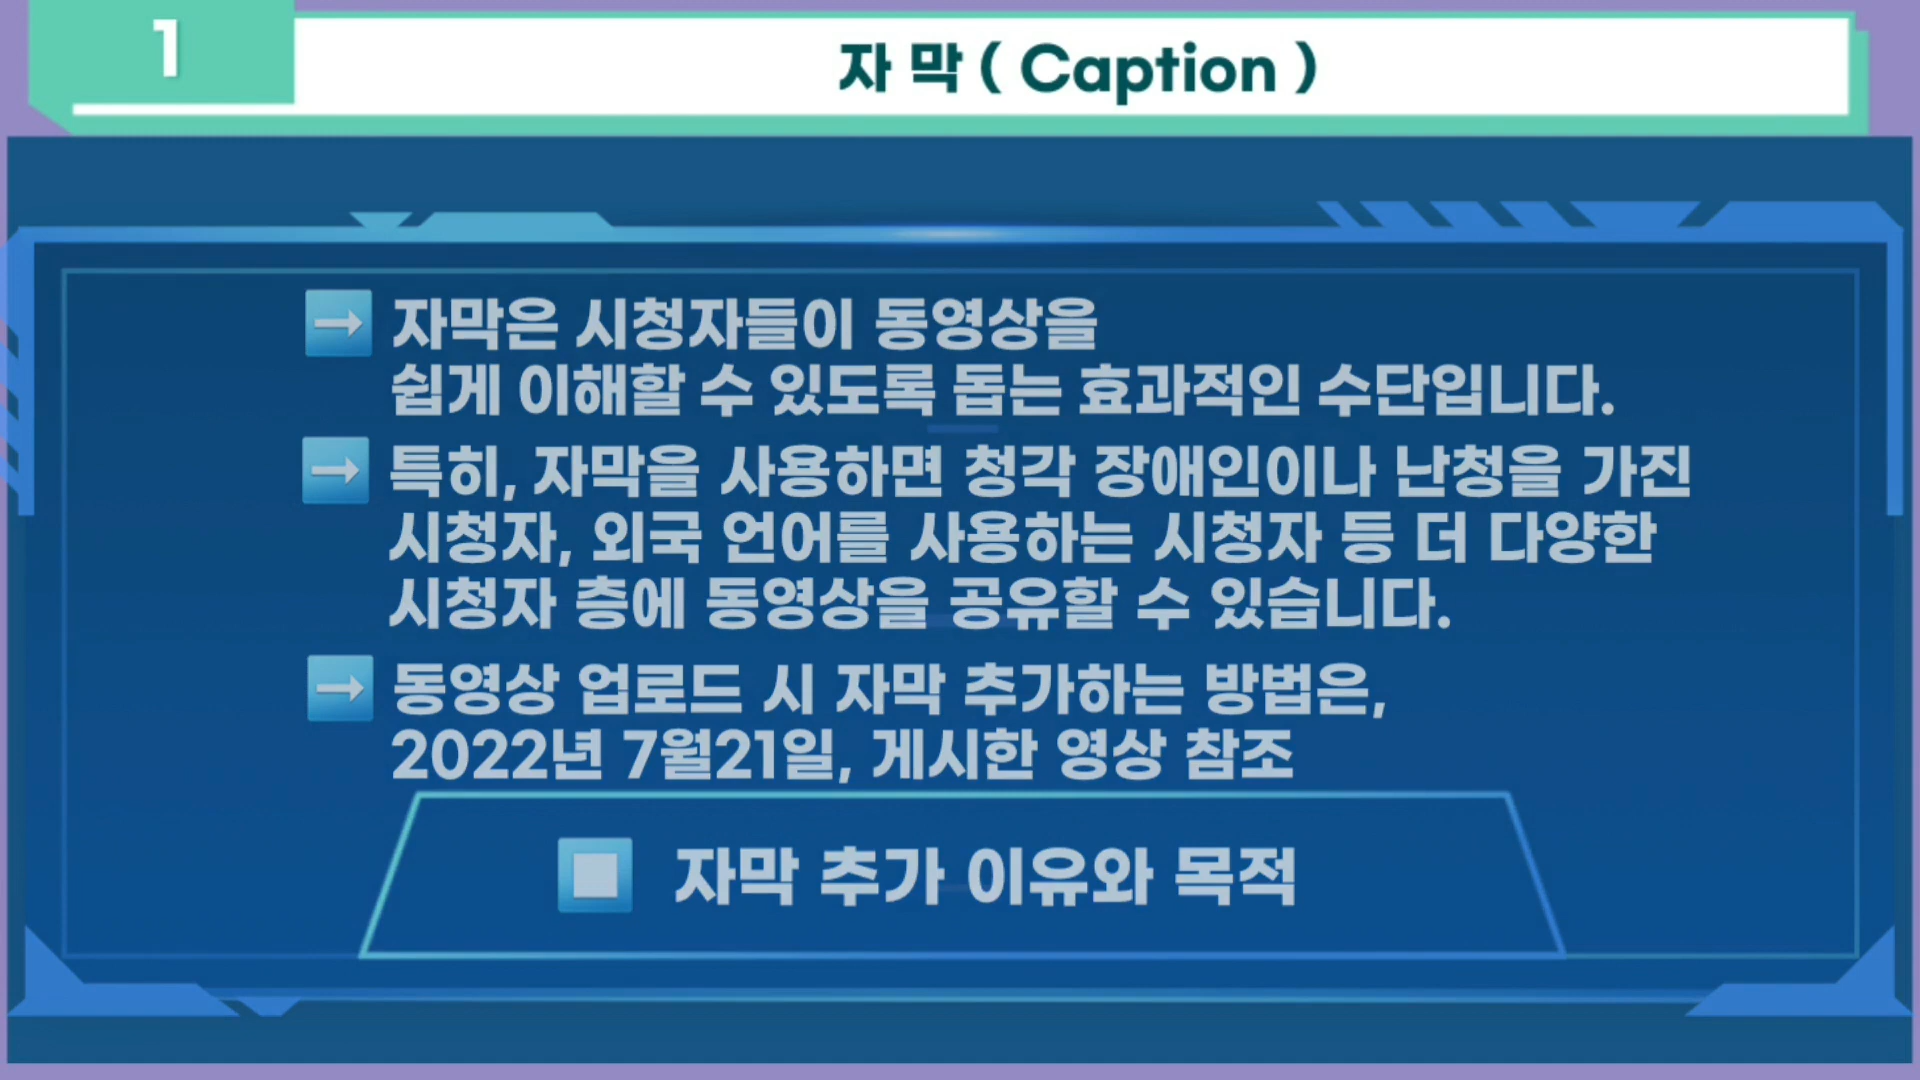 1
자 막 ( Caption )
➡ 자막은 시청자들이 동영상을
쉽게 이해할 수 있도록 돕는 효과적인 수단입니다.
➡ 특히, 자막을 사용하면 청각 장애인이나 난청을 가진
시청자, 외국 언어를 사용하는 시청자 등 더 다양한
시청자 층에 동영상을 공유할 수 있습니다.
➡ 동영상 업로드 시 자막 추가하는 방법은,
2022년 7월21일, 게시한 영상 참조
자막 추가 이유와 목적